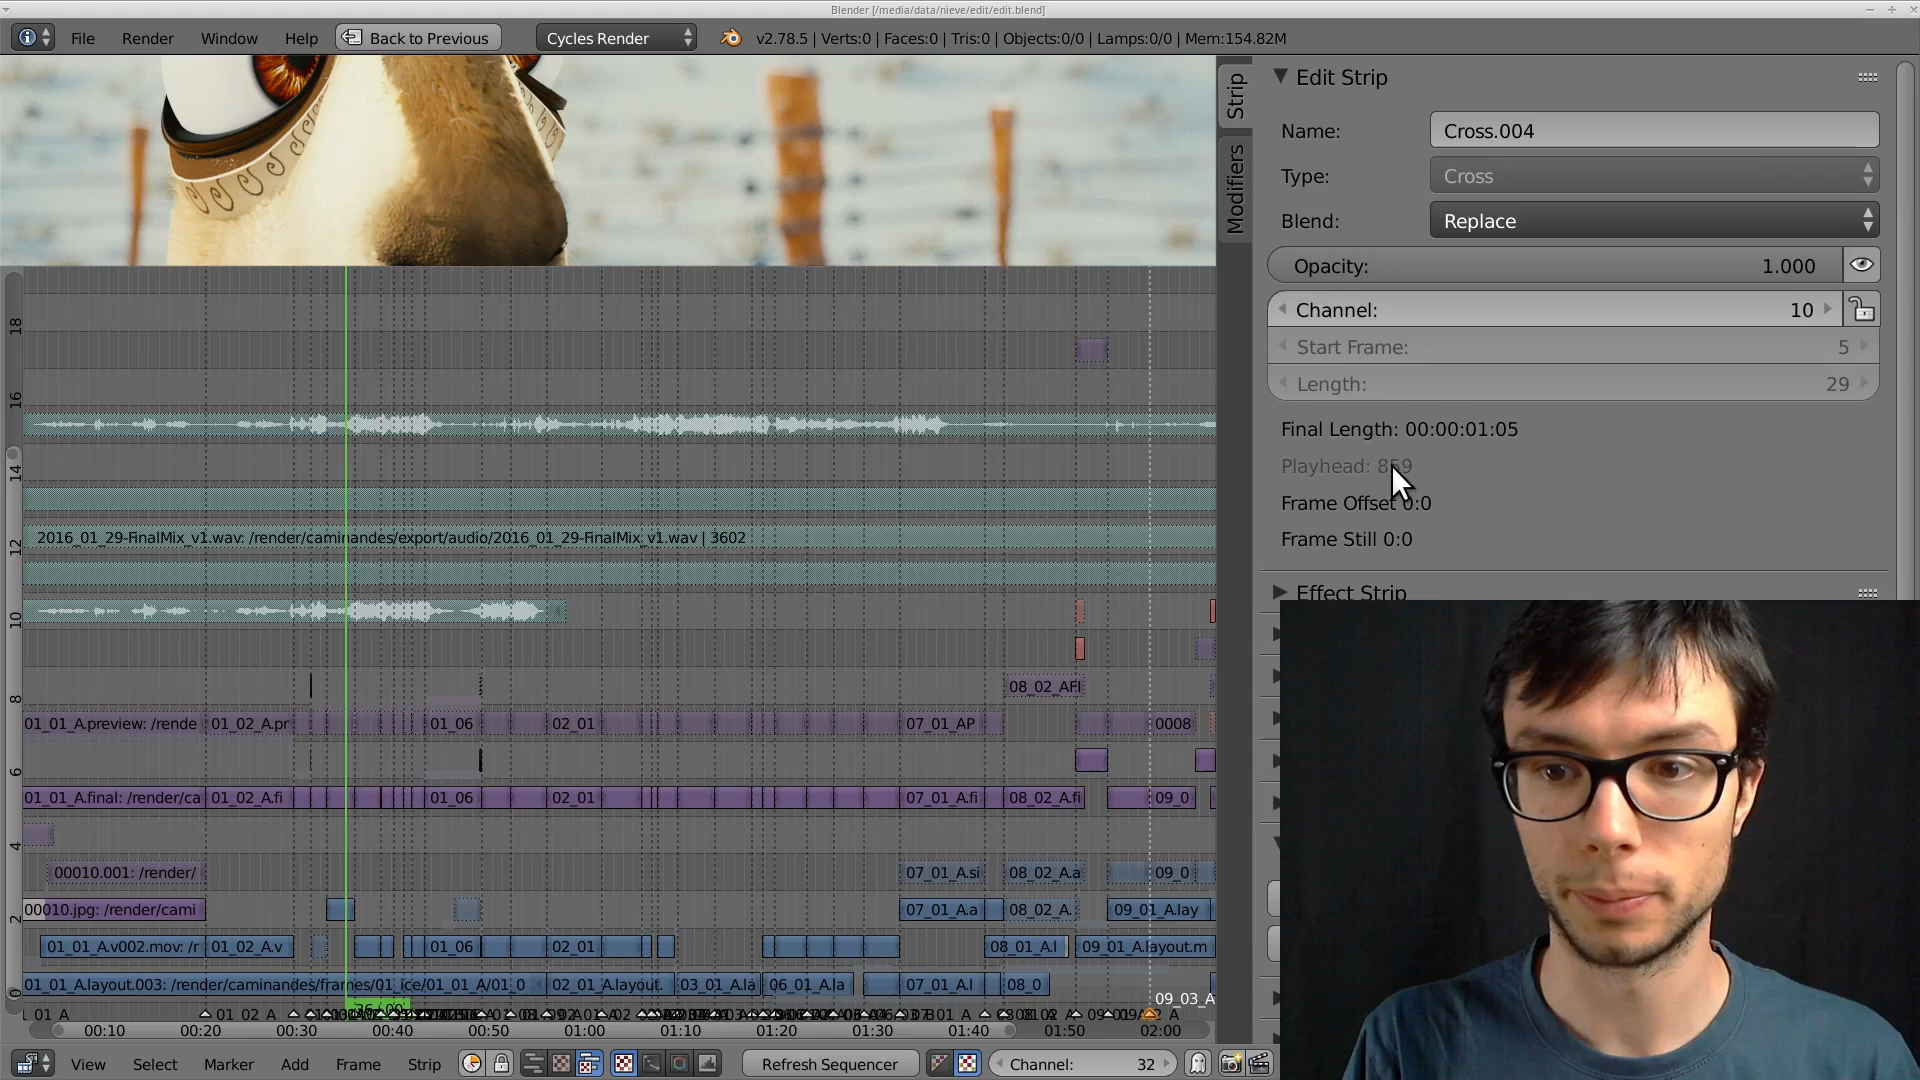 Blender [/media/data/nieve/edit/edit.blend]
File Render Window Help Back to Previous Cycles Render v2.78.5 | Verts:0 | Faces:0 | Tris:0 | Objects:0/0 | Lamps:0/0 | Mem:154.82M
Strip
Modifiers
Edit Strip
Name: Cross.004
Type: Cross
Blend: Replace
Opacity: 1.000
Channel: 10
Start Frame: 5
Length: 29
Final Length: 00:00:01:05
Playhead: 859
Frame Offset 0:0
Frame Still 0:0
Effect Strip
18
16
14
2016_01_29-FinalMix_v1.wav: /render/caminandes/export/audio/2016_01_29-FinalMix_v1.wav | 3602
12
10
08_02_AFI
8
01_01_A.preview: /rende 01_02_A.pr 01_06 02_01 07_01_AP 0008
6
01_01_A.final: /render/ca 01_02_A.fi 01_06 02_01 07_01_A.fi 08_02_A.fi 09_0
4
00010.001: /render/ 07_01_A.si 08_02_A.a 09_0
00010.jpg: /render/cami 07_01_A.a 08_02_A. 09_01_A.lay
2
01_01_A.v002.mov: /r 01_02_A.v 01_06 02_01 08_01_A.l 09_01_A.layout.m
01_01_A.layout.003: /render/caminandes/frames/01_ice/01_01_A/01_0 02_01_A.layout. 03_01_A.la 06_01_A.la 07_01_A.l 08_0
0
09_03_A
00:10 00:20 00:30 00:40 00:50 01:00 01:10 01:20 01:30 01:40 01:50 02:00
View Select Marker Add Frame Strip Refresh Sequencer Channel: 32